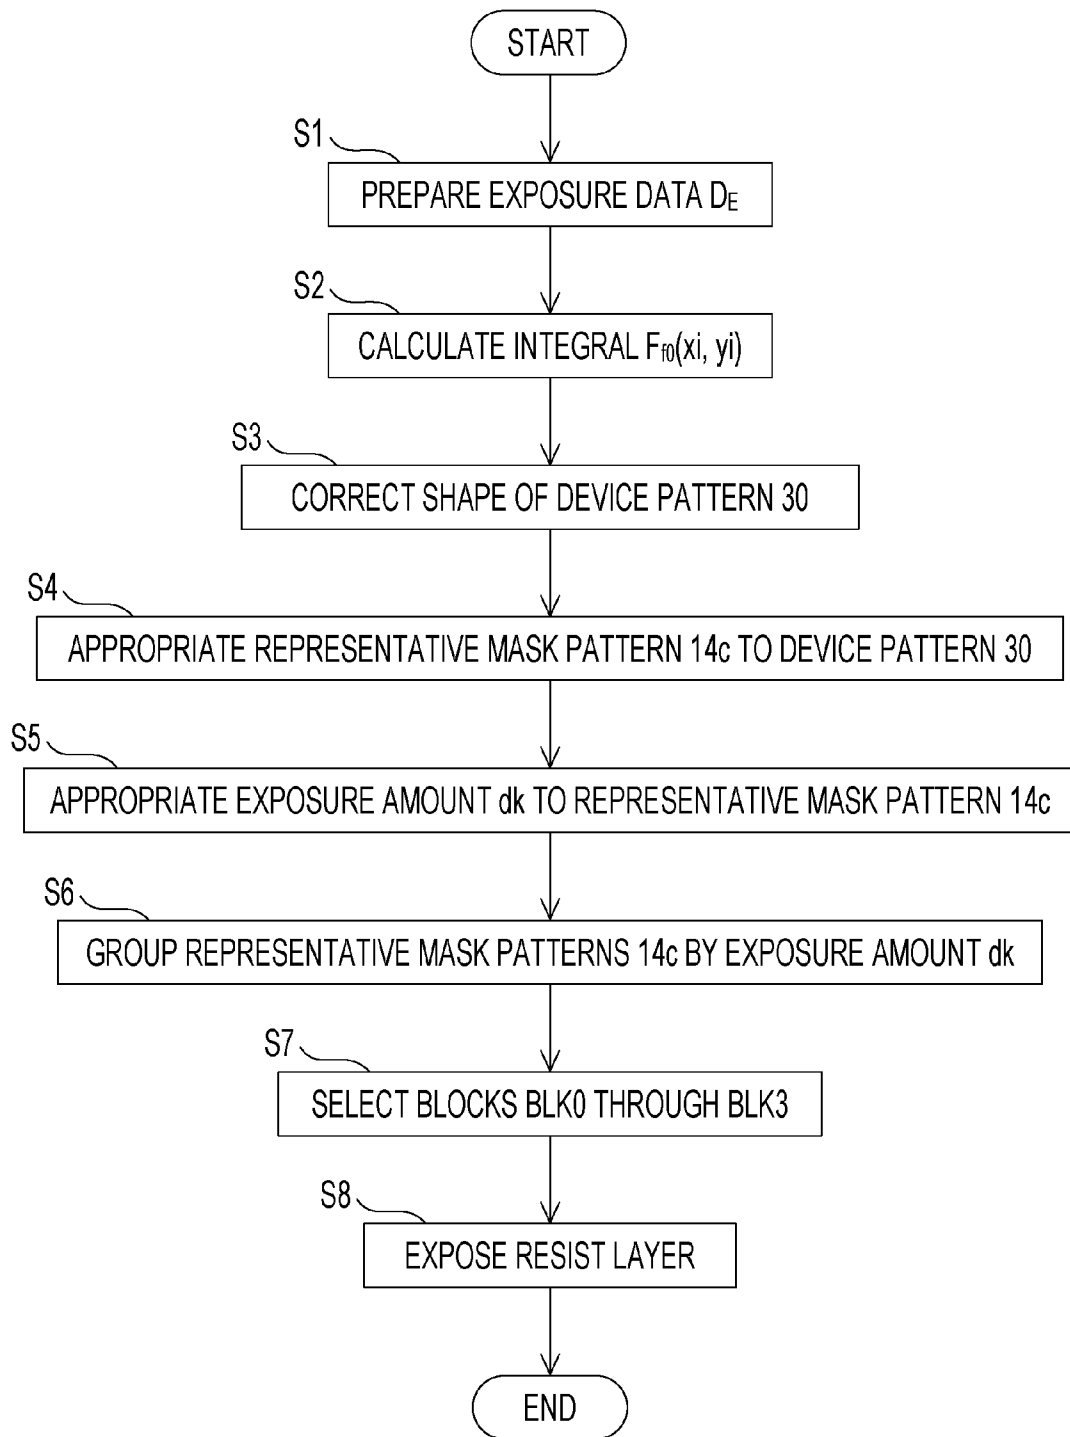 START
S1
PREPARE EXPOSURE DATA DE
S2
CALCULATE INTEGRAL Ff0(xi, yi)
S3
CORRECT SHAPE OF DEVICE PATTERN 30
S4
APPROPRIATE REPRESENTATIVE MASK PATTERN 14c TO DEVICE PATTERN 30
S5
APPROPRIATE EXPOSURE AMOUNT dk TO REPRESENTATIVE MASK PATTERN 14c
S6
GROUP REPRESENTATIVE MASK PATTERNS 14c BY EXPOSURE AMOUNT dk
S7
SELECT BLOCKS BLK0 THROUGH BLK3
S8
EXPOSE RESIST LAYER
END